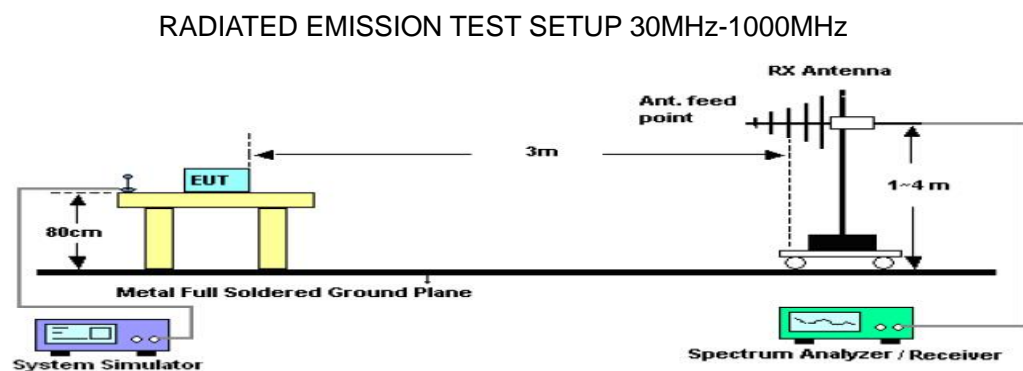 RADIATED EMISSION TEST SETUP 30MHz-1000MHz
RX Antenna
Ant. feed
point
3m
EUT
1~4 m
80cm
Metal Full Soldered Ground Plane
System Simulator
Spectrum Analyzer / Receiver